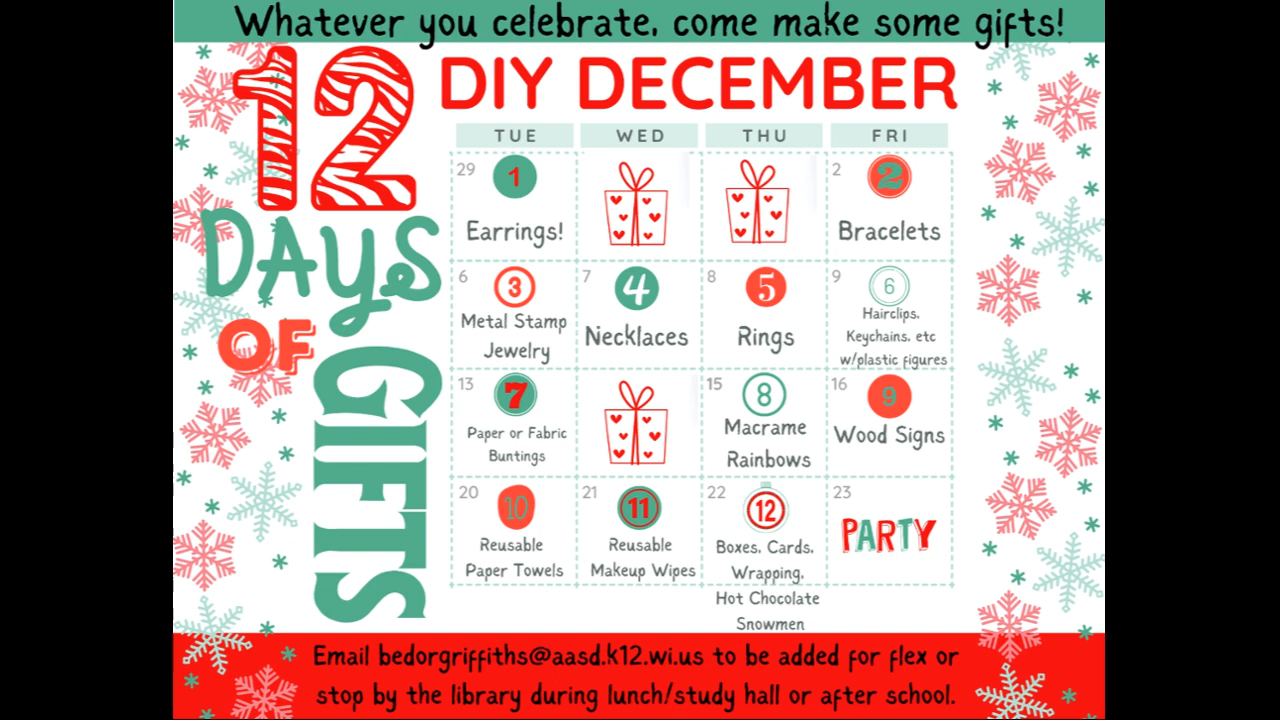 Whatever you celebrate, come make some gifts!
12
DAYS
OF
GIFTS
DIY DECEMBER
TUE WED THU FRI
29 1 2 2
Earrings! Bracelets
6 3 7 4 8 5 9 6
Metal Stamp
Jewelry
Necklaces
Rings
Hairclips,
Keychains, etc
w/plastic figures
13 7 15 8 16 9
Paper or Fabric
Buntings
Macrame
Rainbows
Wood Signs
20 10 21 11 22 12 23
Reusable
Paper Towels
Reusable
Makeup Wipes
Boxes, Cards,
Wrapping,
Hot Chocolate
Snowmen
PARTY
Email bedorgriffiths@aasd.k12.wi.us to be added for flex or
stop by the library during lunch/study hall or after school.